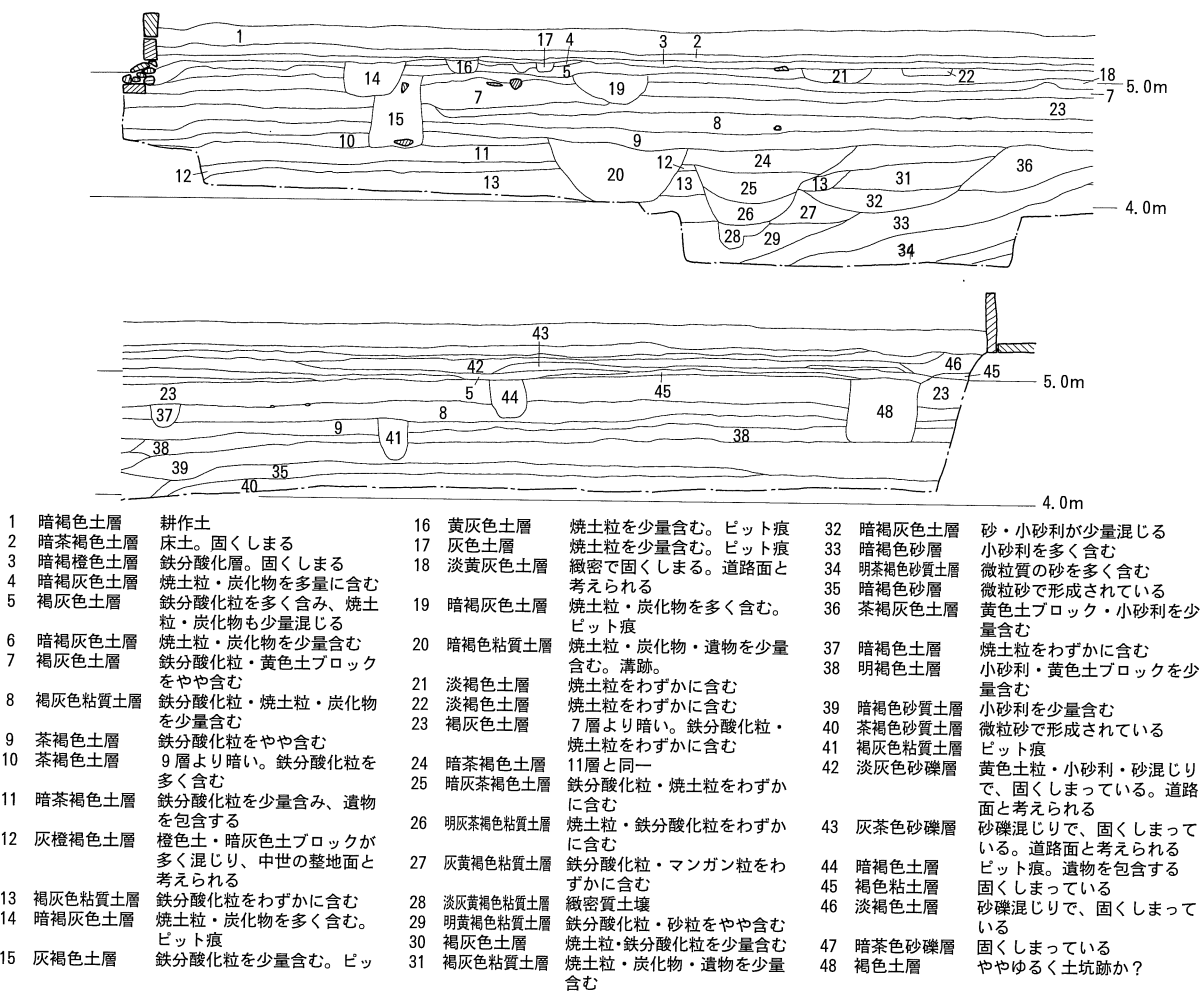 1
17
4
3
2
14
16
5
19
21
22
18
5.0m
7
7
23
15
8
10
9
11
12
24
36
12
13
20
13
25
13
31
32
26
27
4.0m
28
29
33
34
43
42
46
45
5.0m
23
5
44
45
23
37
8
48
9
41
38
38
39
35
40
4.0m
1 暗褐色土層 耕作土
2 暗茶褐色土層 床土。固くしまる
3 暗褐橙色土層 鉄分酸化層。固くしまる
4 暗褐灰色土層 焼土粒・炭化物を多量に含む
5 褐灰色土層 鉄分酸化粒を多く含み、焼土
粒・炭化物も少量混じる
6 暗褐灰色土層 焼土粒・炭化物を少量含む
7 褐灰色土層 鉄分酸化粒・黄色土ブロック
をやや含む
8 褐灰色粘質土層 鉄分酸化粒・焼土粒・炭化物
を少量含む
9 茶褐色土層 鉄分酸化粒をやや含む
10 茶褐色土層 9層より暗い。鉄分酸化粒を
多く含む
11 暗茶褐色土層 鉄分酸化粒を少量含み、遺物
を包含する
12 灰橙褐色土層 橙色土・暗灰色土ブロックが
多く混じり、中世の整地面と
考えられる
13 褐灰色粘質土層 鉄分酸化粒をわずかに含む
14 暗褐灰色土層 焼土粒・炭化物を多く含む。
ピット痕
15 灰褐色土層 鉄分酸化粒を少量含む。ピッ
16 黄灰色土層 焼土粒を少量含む。ピット痕
17 灰色土層 焼土粒を少量含む。ピット痕
18 淡黄灰色土層 緻密で固くしまる。道路面と
考えられる
19 暗褐灰色土層 焼土粒・炭化物を多く含む。
ピット痕
20 暗褐色粘質土層 焼土粒・炭化物・遺物を少量
含む。溝跡。
21 淡褐色土層 焼土粒をわずかに含む
22 淡褐色土層 焼土粒をわずかに含む
23 褐灰色土層 7層より暗い。鉄分酸化粒・
焼土粒をわずかに含む
24 暗茶褐色土層 11層と同一
25 暗灰茶褐色土層 鉄分酸化粒・焼土粒をわずか
に含む
26 明灰茶褐色粘質土層 焼土粒・鉄分酸化粒をわずか
に含む
27 灰黄褐色粘質土層 鉄分酸化粒・マンガン粒をわ
ずかに含む
28 淡灰黄褐色粘質土層 緻密質土壌
29 明黄褐色粘質土層 鉄分酸化粒・砂粒をやや含む
30 褐灰色土層 焼土粒・鉄分酸化粒を少量含む
31 褐灰色粘質土層 焼土粒・炭化物・遺物を少量
含む
32 暗褐灰色土層 砂・小砂利が少量混じる
33 暗褐色砂層 小砂利を多く含む
34 明茶褐色砂質土層 微粒質の砂を多く含む
35 暗褐色砂層 微粒砂で形成されている
36 茶褐灰色土層 黄色土ブロック・小砂利を少
量含む
37 暗褐色土層 焼土粒をわずかに含む
38 明褐色土層 小砂利・黄色土ブロックを少
量含む
39 暗褐色砂質土層 小砂利を少量含む
40 茶褐色砂質土層 微粒砂で形成されている
41 褐灰色粘質土層 ピット痕
42 淡灰色砂礫層 黄色土粒・小砂利・砂混じり
で、固くしまっている。道路
面と考えられる
43 灰茶色砂礫層 砂礫混じりで、固くしまって
いる。道路面と考えられる
44 暗褐色土層 ピット痕。遺物を包含する
45 褐色粘土層 固くしまっている
46 淡褐色土層 砂礫混じりで、固くしまって
いる
47 暗茶色砂礫層 固くしまっている
48 褐色土層 ややゆるく土坑跡か？